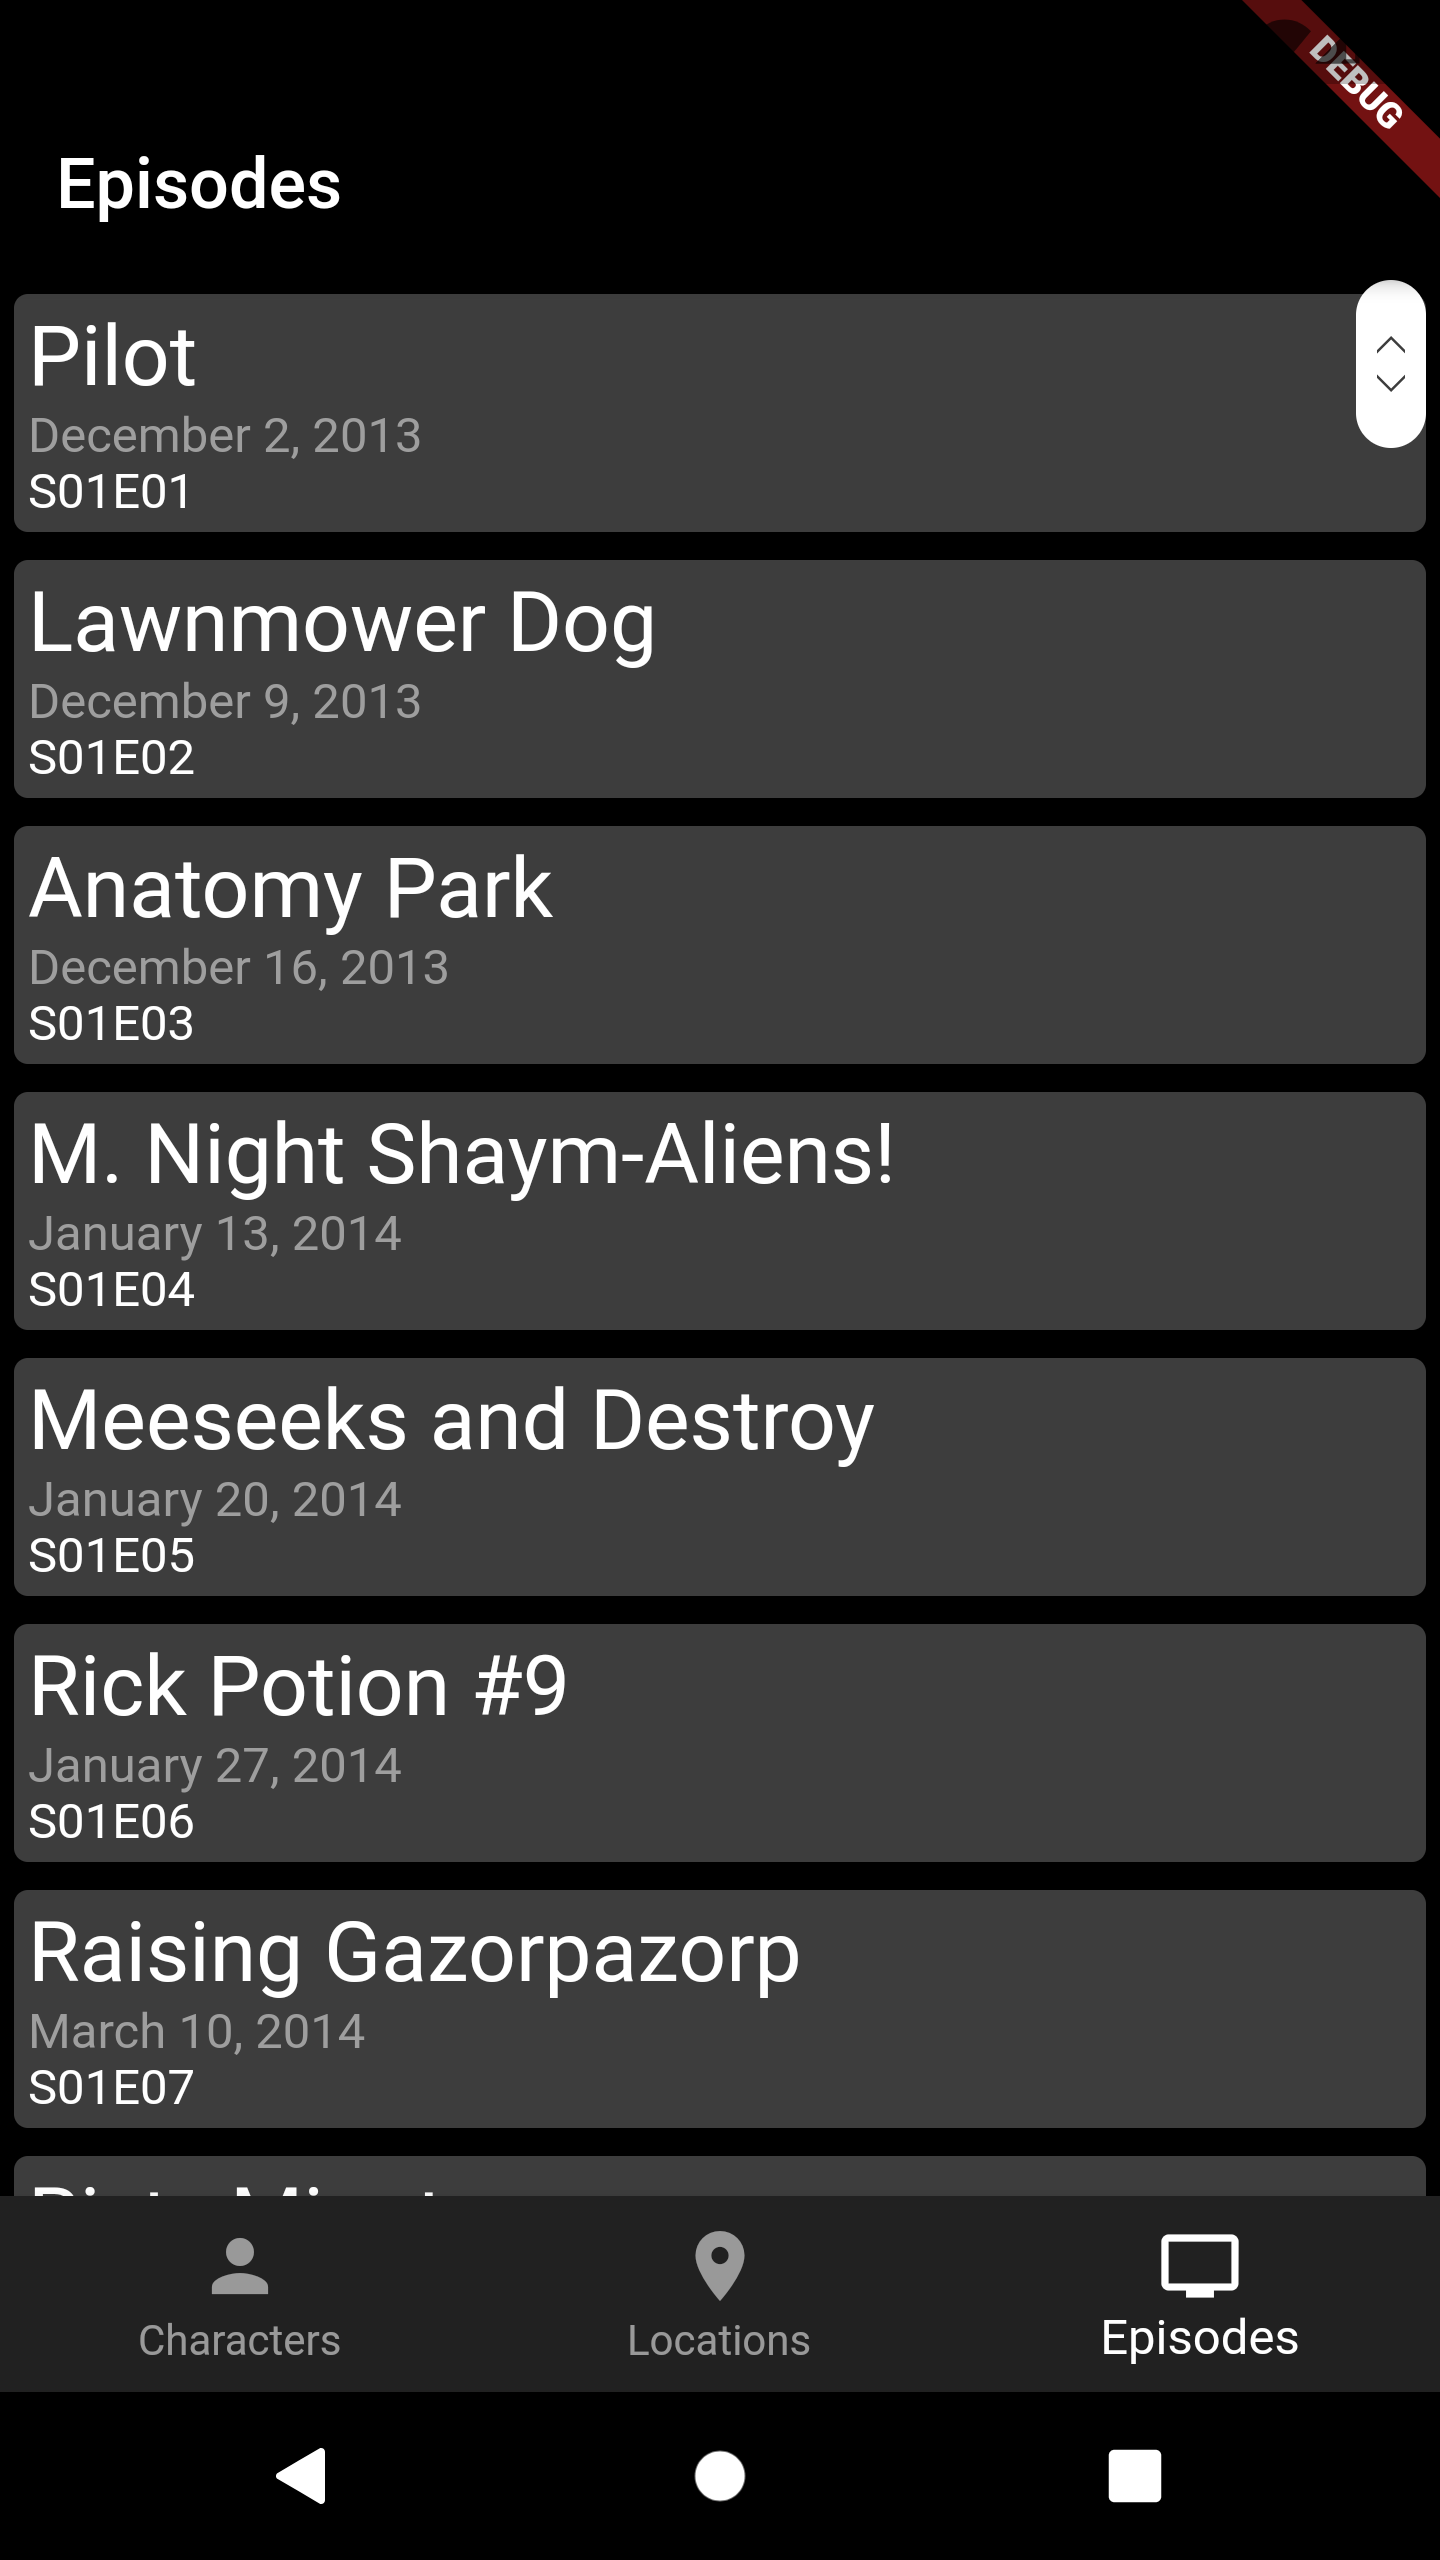 DEBUG
Episodes
Pilot
December 2, 2013
S01E01
Lawnmower Dog
December 9, 2013
S01E02
Anatomy Park
December 16, 2013
S01E03
M. Night Shaym-Aliens!
January 13, 2014
S01E04
Meeseeks and Destroy
January 20, 2014
S01E05
Rick Potion #9
January 27, 2014
S01E06
Raising Gazorpazorp
March 10, 2014
S01E07
Characters
Locations
Episodes